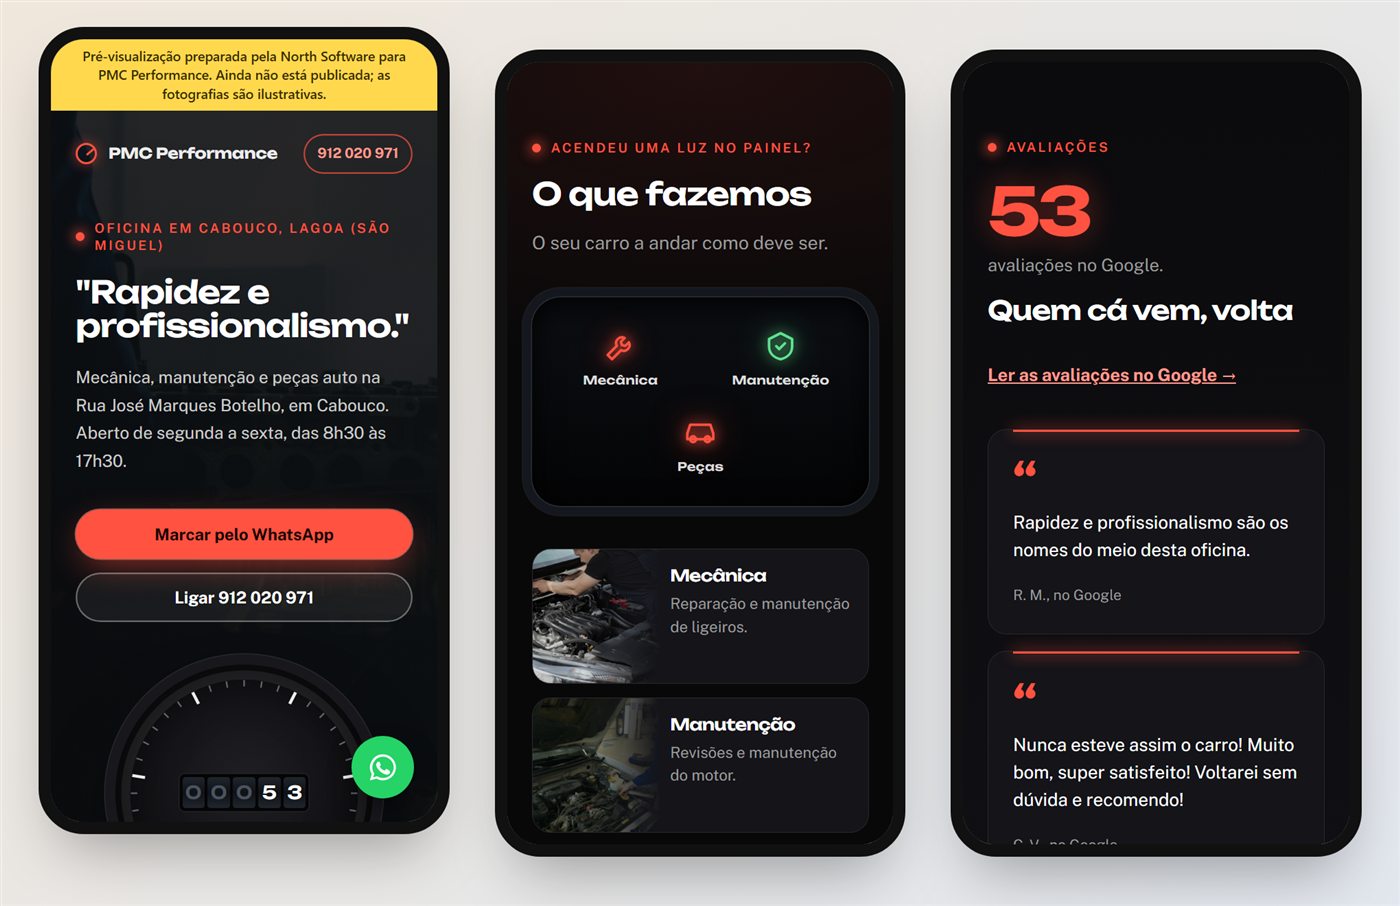 Pré-visualização preparada pela North Software para
PMC Performance. Ainda não está publicada; as
fotografias são ilustrativas.
PMC Performance
912 020 971
OFICINA EM CABOUCO, LAGOA (SÃO
MIGUEL)
"Rapidez e
profissionalismo."
Mecânica, manutenção e peças auto na
Rua José Marques Botelho, em Cabouco.
Aberto de segunda a sexta, das 8h30 às
17h30.
Marcar pelo WhatsApp
Ligar 912 020 971
00053
ACENDEU UMA LUZ NO PAINEL?
O que fazemos
O seu carro a andar como deve ser.
Mecânica
Manutenção
Peças
Mecânica
Reparação e manutenção
de ligeiros.
Manutenção
Revisões e manutenção
do motor.
AVALIAÇÕES
53
avaliações no Google.
Quem cá vem, volta
Ler as avaliações no Google →
“
Rapidez e profissionalismo são os
nomes do meio desta oficina.
R. M., no Google
“
Nunca esteve assim o carro! Muito
bom, super satisfeito! Voltarei sem
dúvida e recomendo!
no Google